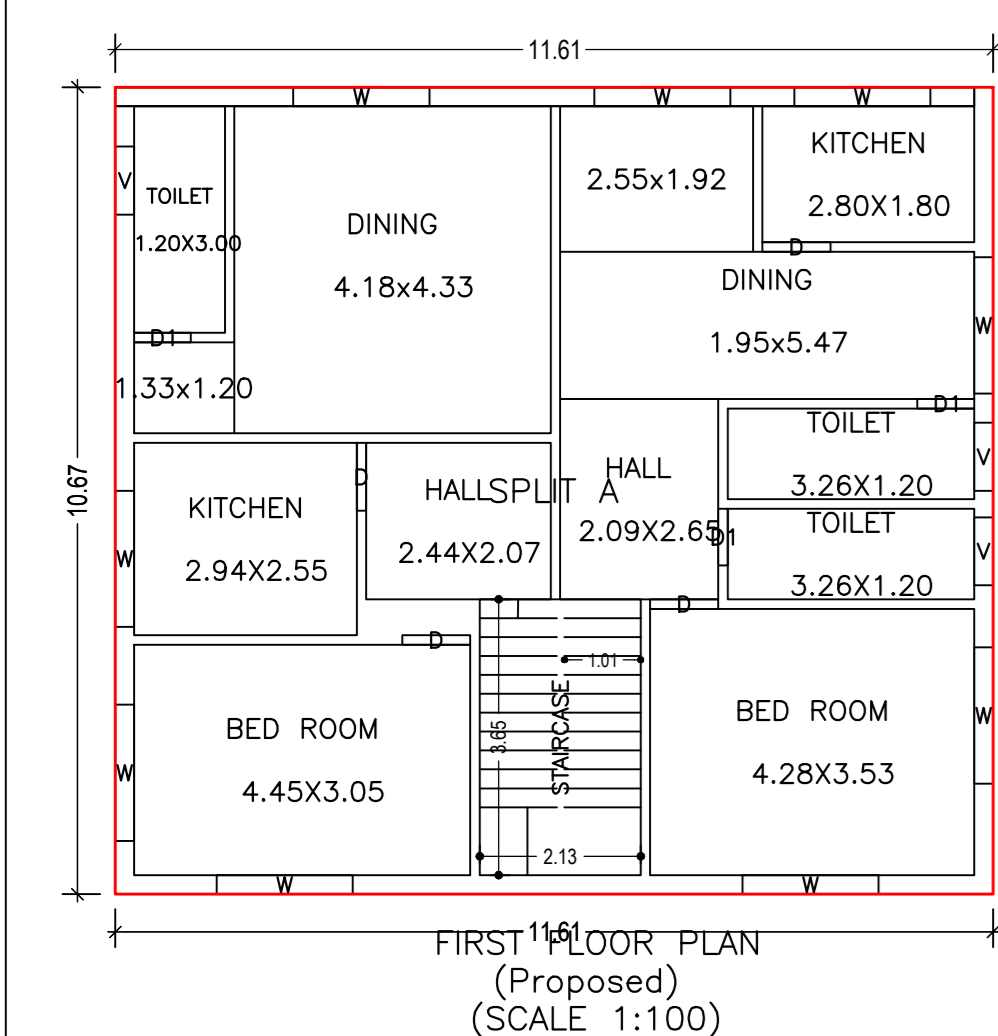 11.61
W
W
W
KITCHEN
2.80X1.80
V
TOILET
1.20X3.00
DINING
4.18x4.33
2.55x1.92
D
DINING
1.95x5.47
W
D1
1.33x1.20
D1
TOILET
3.26X1.20
V
10.67
KITCHEN
2.94X2.55
D
HALL
2.44X2.07
SPLIT A
HALL
2.09X2.65
D1
TOILET
3.26X1.20
V
W
D
D
1.01
3.65
STAIRCASE
BED ROOM
4.45X3.05
W
BED ROOM
4.28X3.53
W
2.13
W
W
11.61
FIRST FLOOR PLAN
(Proposed)
(SCALE 1:100)